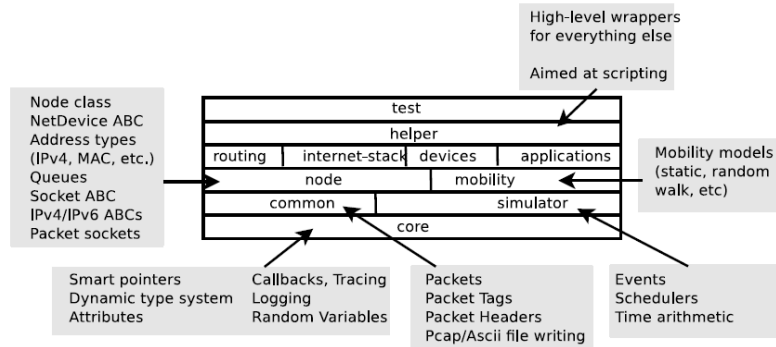 High-level wrappers
for everything else
Aimed at scripting
Node class
NetDevice ABC
Address types
(IPv4, MAC, etc.)
Queues
Socket ABC
IPv4/IPv6 ABCs
Packet sockets
test
helper
routing internet-stack devices applications
node mobility
common simulator
core
Mobility models
(static, random
walk, etc)
Smart pointers
Dynamic type system
Attributes
Callbacks, Tracing
Logging
Random Variables
Packets
Packet Tags
Packet Headers
Pcap/Ascii file writing
Events
Schedulers
Time arithmetic